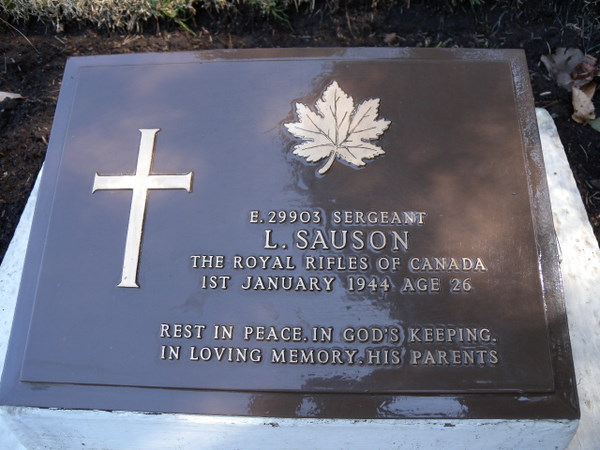 E.29903 SERGEANT
L. SAUSON
THE ROYAL RIFLES OF CANADA
1ST JANUARY 1944 AGE 26
REST IN PEACE. IN GOD'S KEEPING.
IN LOVING MEMORY. HIS PARENTS